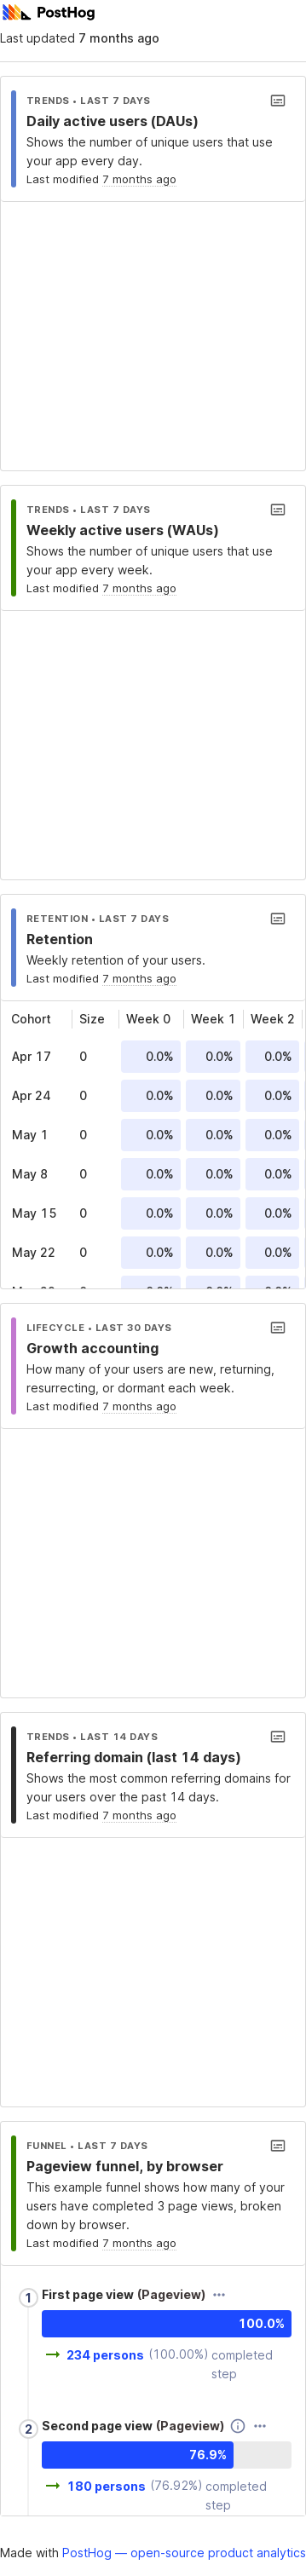 PostHog
Last updated 7 months ago
TRENDS • LAST 7 DAYS
Daily active users (DAUs)
Shows the number of unique users that use
your app every day.
Last modified 7 months ago
TRENDS • LAST 7 DAYS
Weekly active users (WAUs)
Shows the number of unique users that use
your app every week.
Last modified 7 months ago
RETENTION • LAST 7 DAYS
Retention
Weekly retention of your users.
Last modified 7 months ago
Cohort Size Week 0 Week 1 Week 2
Apr 17 0 0.0% 0.0% 0.0%
Apr 24 0 0.0% 0.0% 0.0%
May 1 0 0.0% 0.0% 0.0%
May 8 0 0.0% 0.0% 0.0%
May 15 0 0.0% 0.0% 0.0%
May 22 0 0.0% 0.0% 0.0%
LIFECYCLE • LAST 30 DAYS
Growth accounting
How many of your users are new, returning,
resurrecting, or dormant each week.
Last modified 7 months ago
TRENDS • LAST 14 DAYS
Referring domain (last 14 days)
Shows the most common referring domains for
your users over the past 14 days.
Last modified 7 months ago
FUNNEL • LAST 7 DAYS
Pageview funnel, by browser
This example funnel shows how many of your
users have completed 3 page views, broken
down by browser.
Last modified 7 months ago
1 First page view (Pageview)
100.0%
234 persons (100.00%) completed
step
2 Second page view (Pageview)
76.9%
180 persons (76.92%) completed
step
Made with PostHog — open-source product analytics